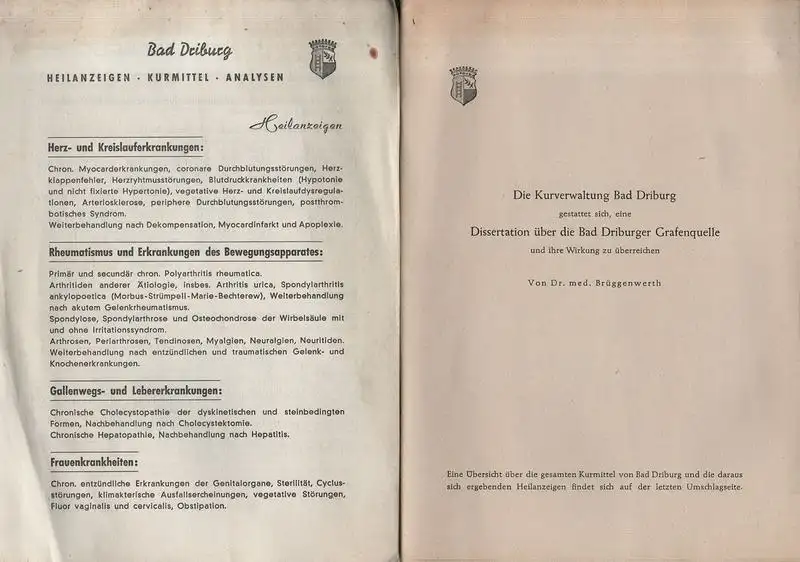 Bad Driburg
HEILANZEIGEN · KURMITTEL · ANALYSEN
Heilanzeigen
Herz- und Kreislauferkrankungen:
Chron. Myocarderkrankungen, coronare Durchblutungsstörungen, Herz-
klappenfehler, Herzryhtmusstörungen, Blutdruckkrankheiten (Hypotonie
und nicht fixierte Hypertonie), vegetative Herz- und Kreislaufdysregula-
tionen, Arteriosklerose, periphere Durchblutungsstörungen, postthrom-
botisches Syndrom.
Weiterbehandlung nach Dekompensation, Myocardinfarkt und Apoplexie.
Rheumatismus und Erkrankungen des Bewegungsapparates:
Primär und secundär chron. Polyarthritis rheumatica.
Arthritiden anderer Ätiologie, insbes. Arthritis urica, Spondylarthritis
ankylopoetica (Morbus-Strümpell-Marie-Bechterew), Weiterbehandlung
nach akutem Gelenkrheumatismus.
Spondylose, Spondylarthrose und Osteochondrose der Wirbelsäule mit
und ohne Irritationssyndrom.
Arthrosen, Periarthrosen, Tendinosen, Myalgien, Neuralgien, Neuritiden.
Weiterbehandlung nach entzündlichen und traumatischen Gelenk- und
Knochenerkrankungen.
Gallenwegs- und Lebererkrankungen:
Chronische Cholecystopathie der dyskinetischen und steinbedingten
Formen, Nachbehandlung nach Cholecystektomie.
Chronische Hepatopathie, Nachbehandlung nach Hepatitis.
Frauenkrankheiten:
Chron. entzündliche Erkrankungen der Genitalorgane, Sterilität, Cyclus-
störungen, klimakterische Ausfallserscheinungen, vegetative Störungen,
Fluor vaginalis und cervicalis, Obstipation.
Die Kurverwaltung Bad Driburg
gestattet sich, eine
Dissertation über die Bad Driburger Grafenquelle
und ihre Wirkung zu überreichen
Von Dr. med. Brüggenwerth
Eine Übersicht über die gesamten Kurmittel von Bad Driburg und die daraus
sich ergebenden Heilanzeigen findet sich auf der letzten Umschlagseite.